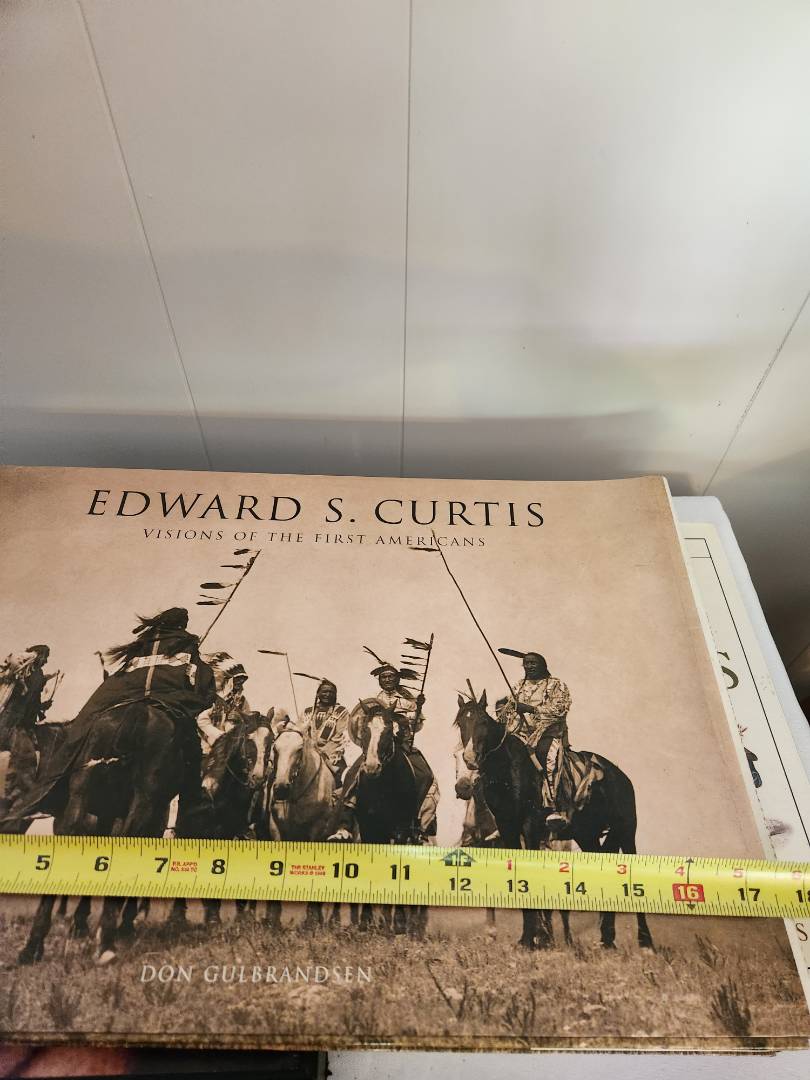 EDWARD S. CURTIS
VISIONS OF THE FIRST AMERICANS
S
1 2 3 4 5 6
5 6 7 8 9 10 11 12 13 14 15 16 17
THE STANLEY
S
DON GULBRANDSEN